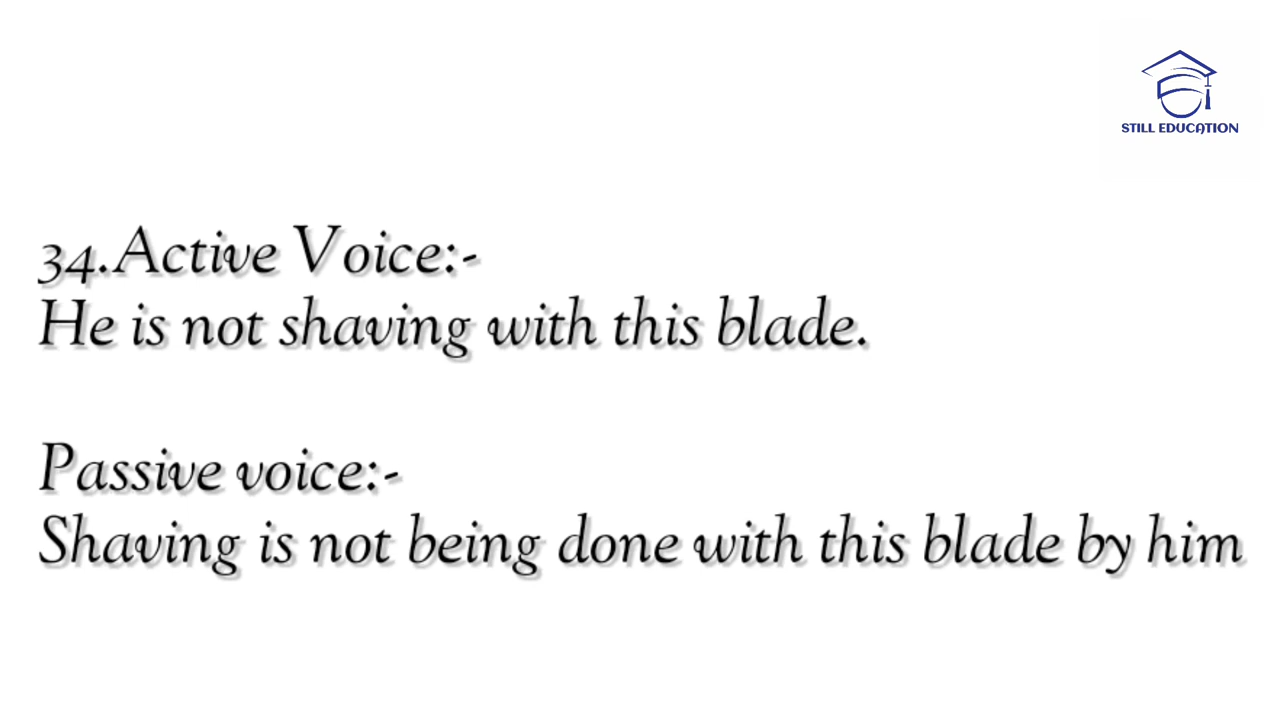 STILL EDUCATION
34.Active Voice:-
He is not shaving with this blade.
Passive voice:-
Shaving is not being done with this blade by him